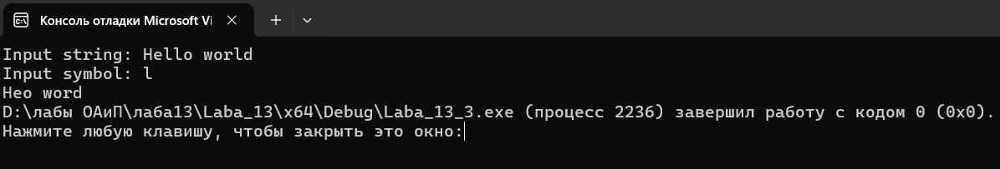 Консоль отладки Microsoft Vi
Input string: Hello world
Input symbol: l
Heo word
D:\лабы ОАиП\лаба13\Laba_13\x64\Debug\Laba_13_3.exe (процесс 2236) завершил работу с кодом 0 (0x0).
Нажмите любую клавишу, чтобы закрыть это окно: